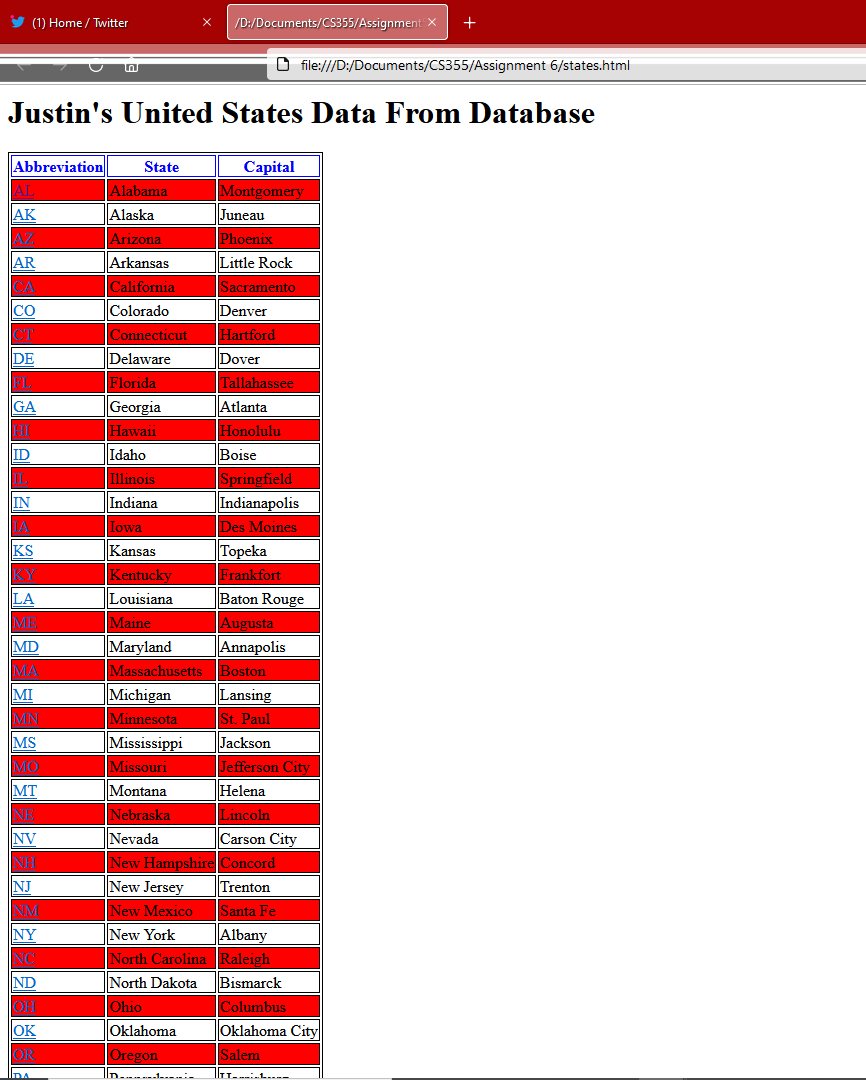 (1) Home / Twitter
/D:/Documents/CS355/Assignment
file:///D:/Documents/CS355/Assignment 6/states.html
Justin's United States Data From Database
Abbreviation State Capital
AL Alabama Montgomery
AK Alaska Juneau
AZ Arizona Phoenix
AR Arkansas Little Rock
CA California Sacramento
CO Colorado Denver
CT Connecticut Hartford
DE Delaware Dover
FL Florida Tallahassee
GA Georgia Atlanta
HI Hawaii Honolulu
ID Idaho Boise
IL Illinois Springfield
IN Indiana Indianapolis
IA Iowa Des Moines
KS Kansas Topeka
KY Kentucky Frankfort
LA Louisiana Baton Rouge
ME Maine Augusta
MD Maryland Annapolis
MA Massachusetts Boston
MI Michigan Lansing
MN Minnesota St. Paul
MS Mississippi Jackson
MO Missouri Jefferson City
MT Montana Helena
NE Nebraska Lincoln
NV Nevada Carson City
NH New Hampshire Concord
NJ New Jersey Trenton
NM New Mexico Santa Fe
NY New York Albany
NC North Carolina Raleigh
ND North Dakota Bismarck
OH Ohio Columbus
OK Oklahoma Oklahoma City
OR Oregon Salem
PA Pennsylvania Harrisburg